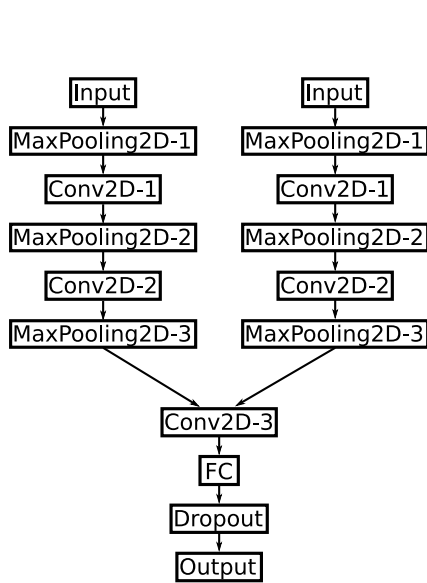 Input
Input
MaxPooling2D-1
MaxPooling2D-1
Conv2D-1
Conv2D-1
MaxPooling2D-2
MaxPooling2D-2
Conv2D-2
Conv2D-2
MaxPooling2D-3
MaxPooling2D-3
Conv2D-3
FC
Dropout
Output